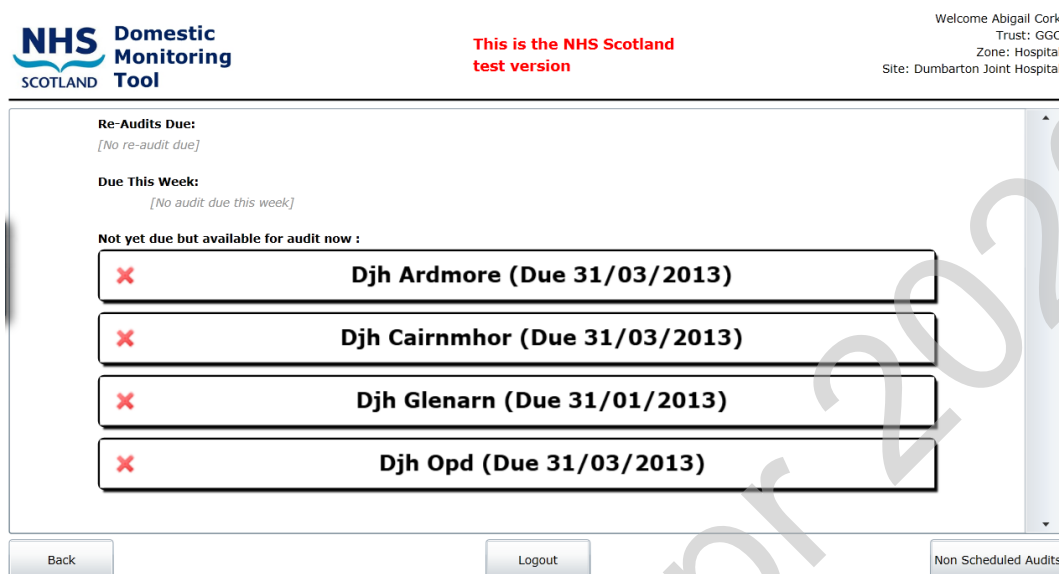 NHS
SCOTLAND
Domestic
Monitoring
Tool
This is the NHS Scotland
test version
Welcome Abigail Cork
Trust: GGC
Zone: Hospital
Site: Dumbarton Joint Hospital
Re-Audits Due:
[No re-audit due]
Due This Week:
[No audit due this week]
Not yet due but available for audit now :
Djh Ardmore (Due 31/03/2013)
Djh Cairnmhor (Due 31/03/2013)
Djh Glenarn (Due 31/01/2013)
Djh Opd (Due 31/03/2013)
Back
Logout
Non Scheduled Audits